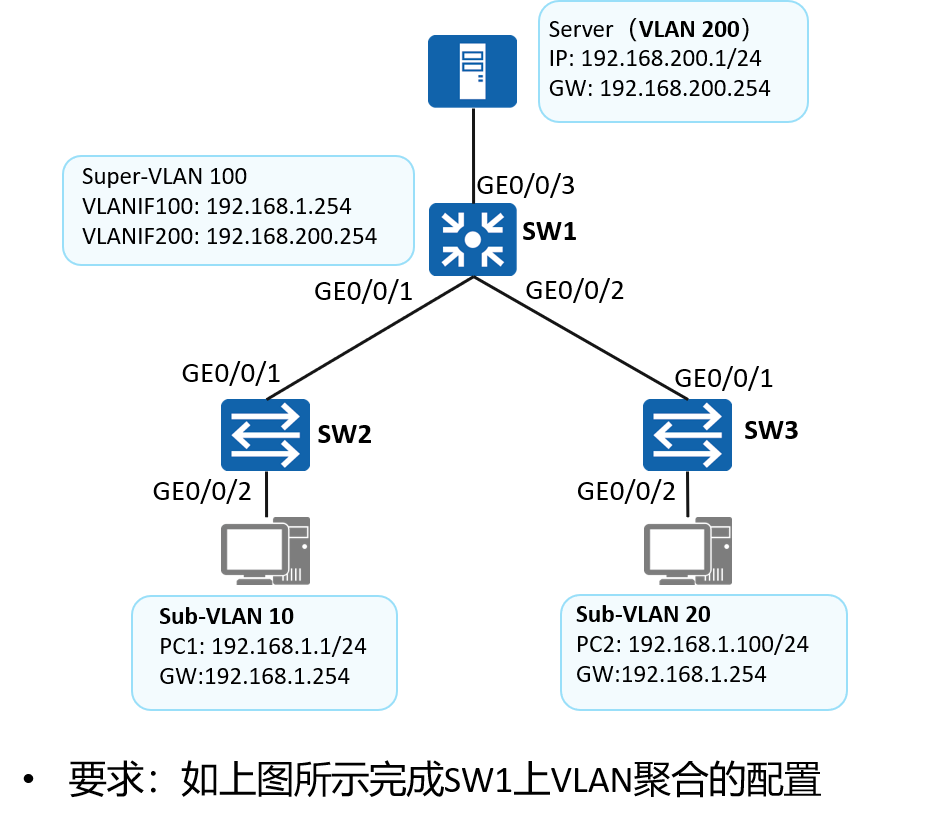 Server（VLAN 200）
IP: 192.168.200.1/24
GW: 192.168.200.254
Super-VLAN 100
VLANIF100: 192.168.1.254
VLANIF200: 192.168.200.254
GE0/0/3
SW1
GE0/0/1
GE0/0/2
GE0/0/1
GE0/0/1
SW2
SW3
GE0/0/2
GE0/0/2
Sub-VLAN 10
PC1: 192.168.1.1/24
GW:192.168.1.254
Sub-VLAN 20
PC2: 192.168.1.100/24
GW:192.168.1.254
• 要求：如上图所示完成SW1上VLAN聚合的配置